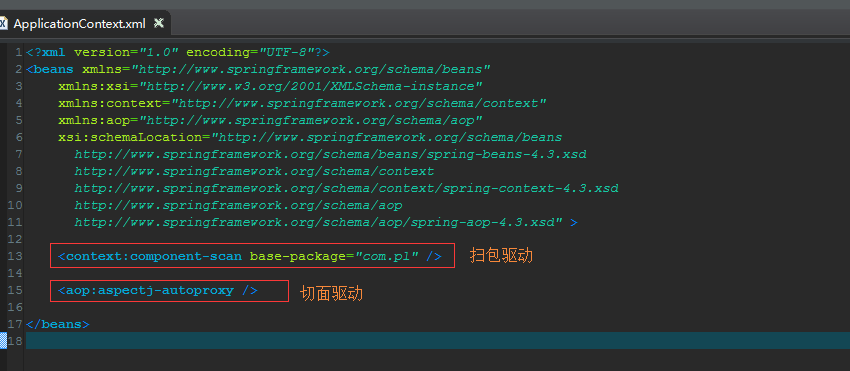 ApplicationContext.xml
1 <?xml version="1.0" encoding="UTF-8"?>
2 <beans xmlns="http://www.springframework.org/schema/beans"
3 xmlns:xsi="http://www.w3.org/2001/XMLSchema-instance"
4 xmlns:context="http://www.springframework.org/schema/context"
5 xmlns:aop="http://www.springframework.org/schema/aop"
6 xsi:schemaLocation="http://www.springframework.org/schema/beans
7 http://www.springframework.org/schema/beans/spring-beans-4.3.xsd
8 http://www.springframework.org/schema/context
9 http://www.springframework.org/schema/context/spring-context-4.3.xsd
10 http://www.springframework.org/schema/aop
11 http://www.springframework.org/schema/aop/spring-aop-4.3.xsd" >
12
13 <context:component-scan base-package="com.pl" /> 扫包驱动
14
15 <aop:aspectj-autoproxy /> 切面驱动
16
17 </beans>
18